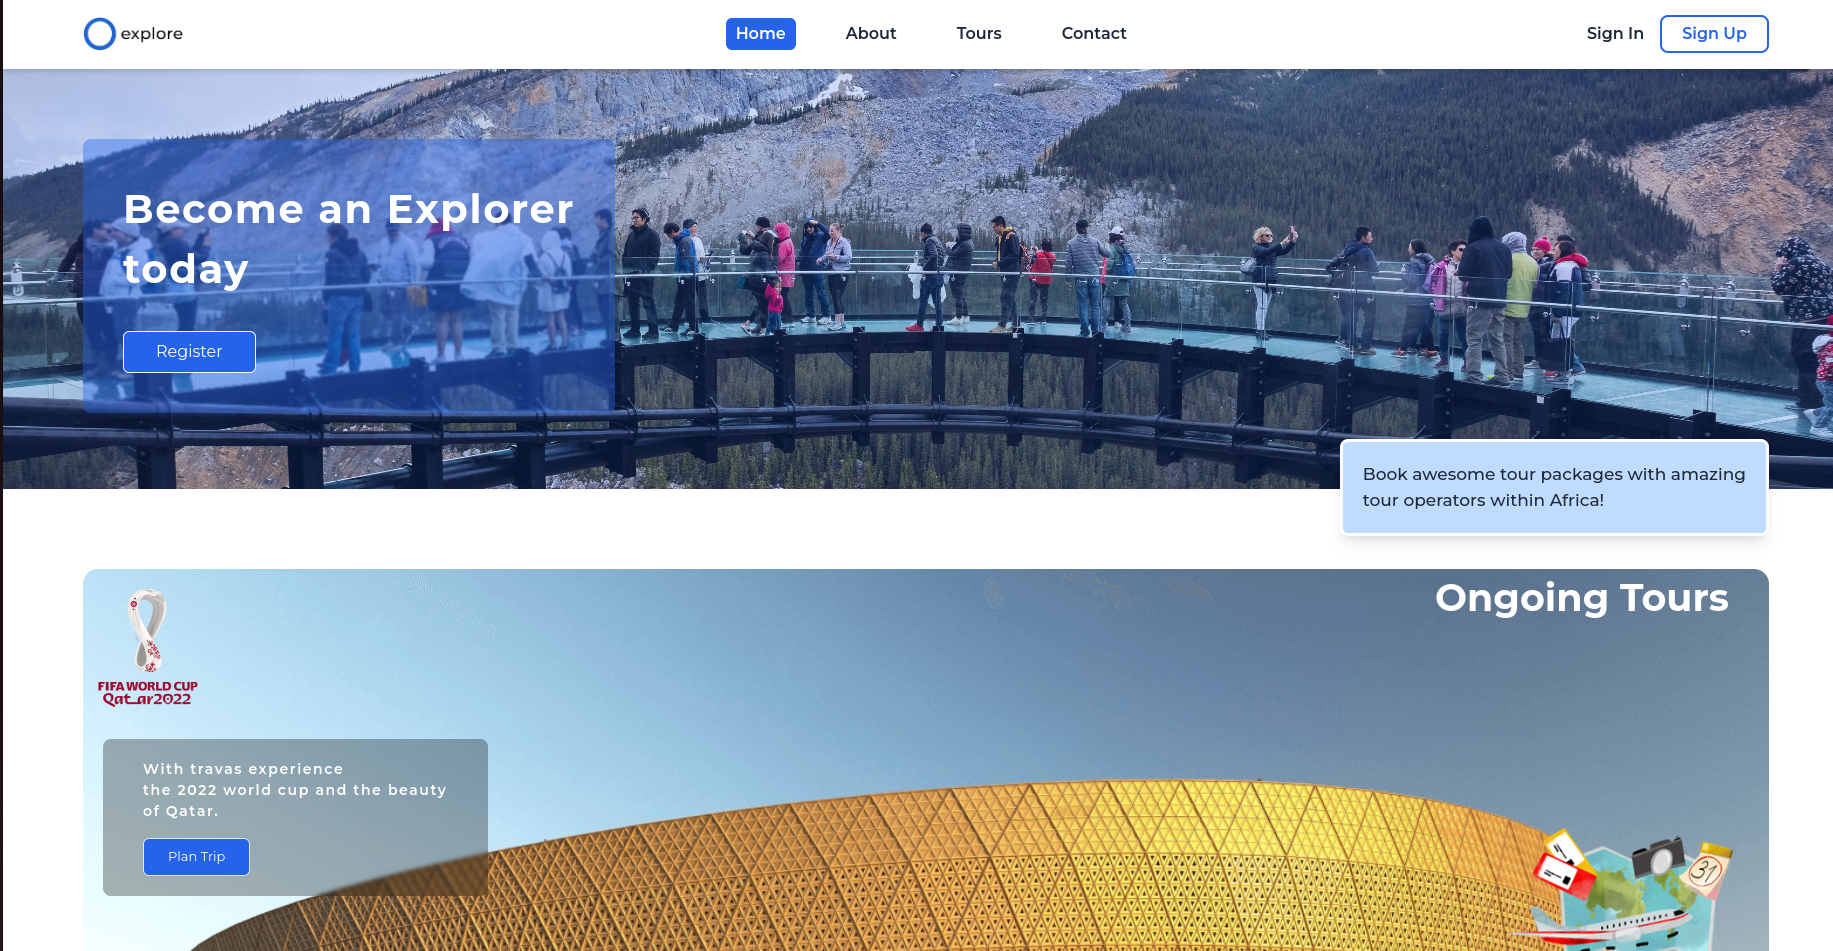 explore
Home
About
Tours
Contact
Sign In
Sign Up
Become an Explorer
today
Register
Book awesome tour packages with amazing
tour operators within Africa!
Ongoing Tours
FIFA WORLD CUP
Qatar2022
With travas experience
the 2022 world cup and the beauty
of Qatar.
Plan Trip
31